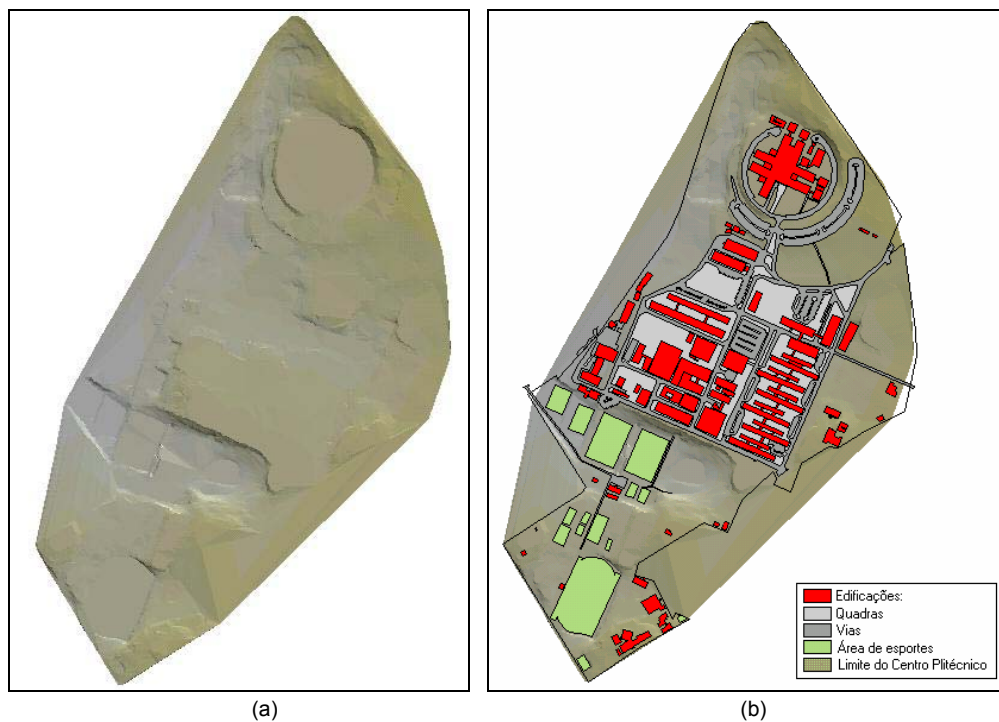 Edificações:
Quadras
Vias
Área de esportes
Limite do Centro Plitécnico
(a)
(b)